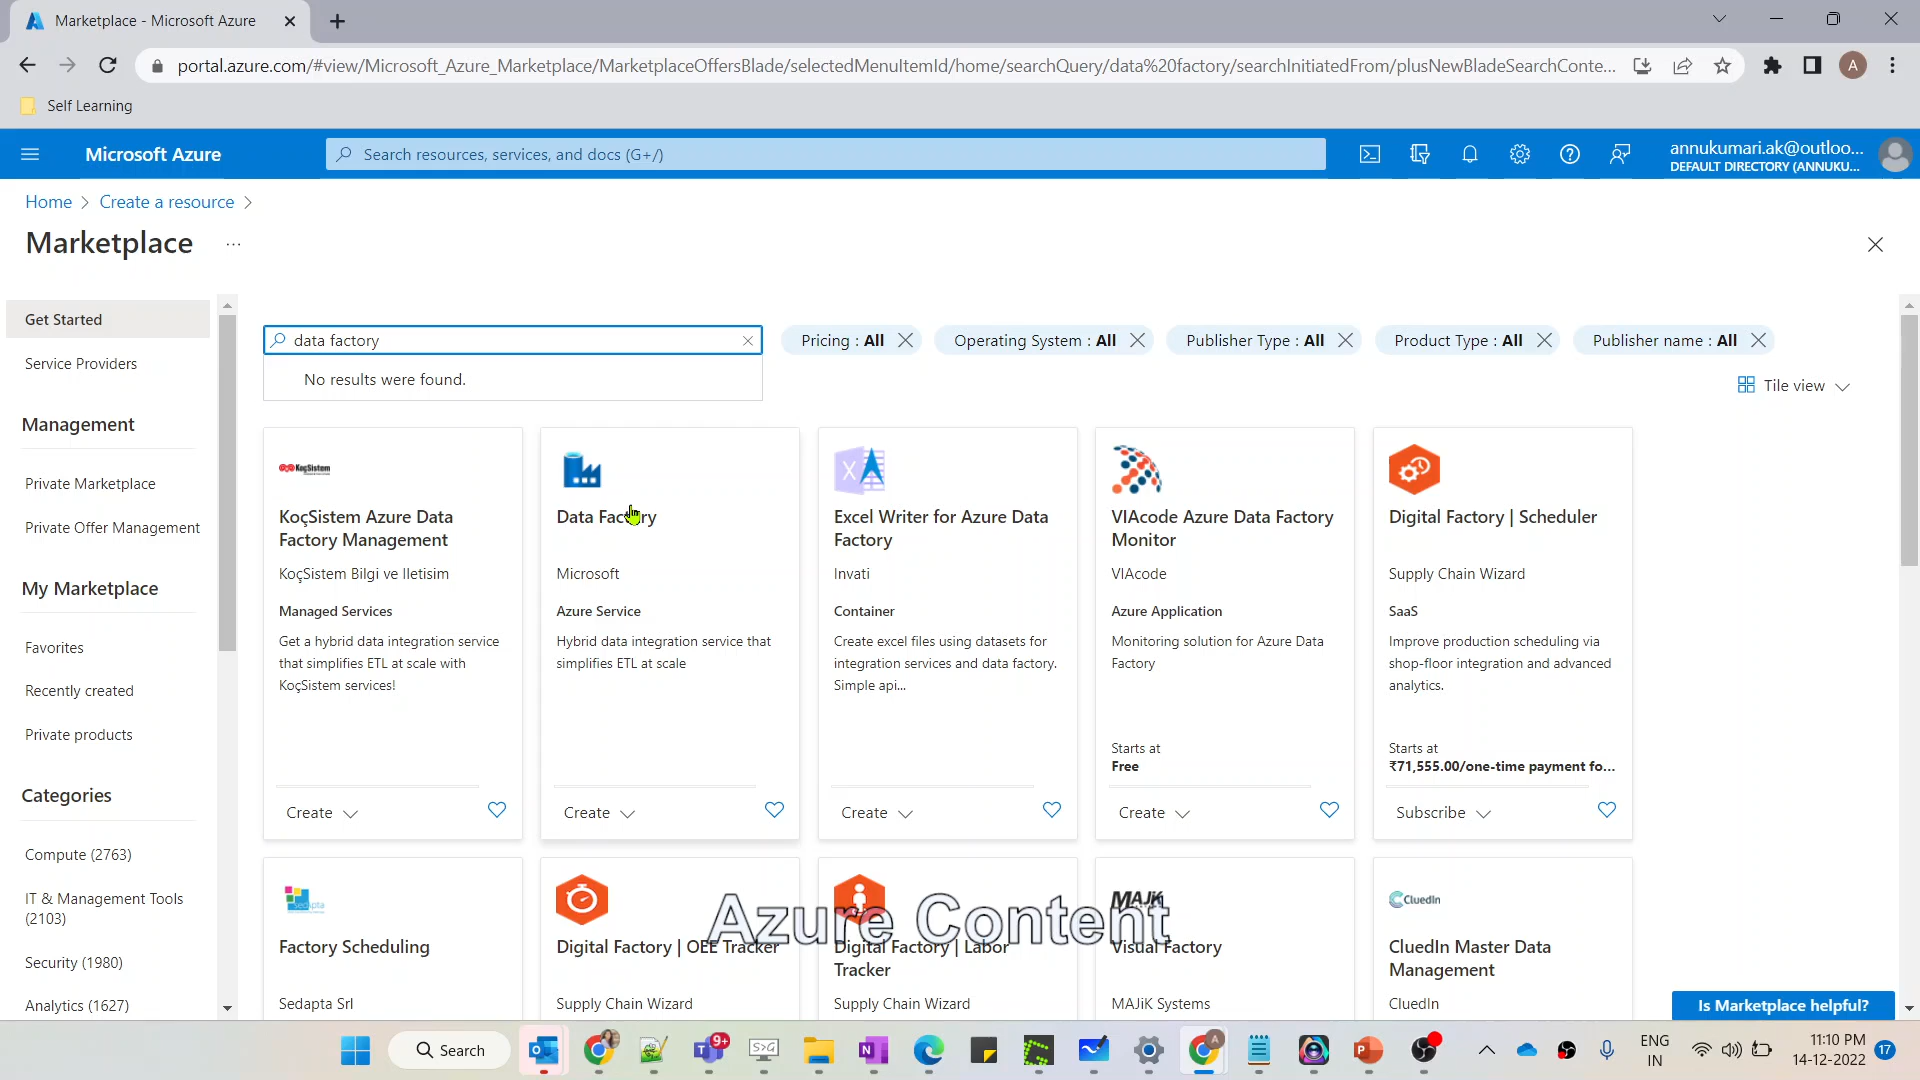 Marketplace - Microsoft Azure
portal.azure.com/#view/Microsoft_Azure_Marketplace/MarketplaceOffersBlade/selectedMenuItemId/home/searchQuery/data%20factory/searchInitiatedFrom/plusNewBladeSearchConte...
A
Self Learning
Microsoft Azure
Search resources, services, and docs (G+/)
annukumari.ak@outloo...
DEFAULT DIRECTORY (ANNUKU...
Home > Create a resource >
Marketplace ...
Get Started
Service Providers
Management
Private Marketplace
Private Offer Management
My Marketplace
Favorites
Recently created
Private products
Categories
Compute (2763)
IT & Management Tools
(2103)
Security (1980)
Analytics (1627)
data factory
No results were found.
Pricing : All
Operating System : All
Publisher Type : All
Product Type : All
Publisher name : All
Tile view
KoçSistem
KoçSistem Azure Data
Factory Management
KoçSistem Bilgi ve Iletisim
Managed Services
Get a hybrid data integration service
that simplifies ETL at scale with
KoçSistem services!
Create
Data Factory
Microsoft
Azure Service
Hybrid data integration service that
simplifies ETL at scale
Create
X
Excel Writer for Azure Data
Factory
Invati
Container
Create excel files using datasets for
integration services and data factory.
Simple api...
Create
VIAcode Azure Data Factory
Monitor
VIAcode
Azure Application
Monitoring solution for Azure Data
Factory
Starts at
Free
Create
Digital Factory | Scheduler
Supply Chain Wizard
SaaS
Improve production scheduling via
shop-floor integration and advanced
analytics.
Starts at
₹71,555.00/one-time payment fo...
Subscribe
sedapta
Factory Scheduling
Sedapta Srl
Digital Factory | OEE Tracker
Supply Chain Wizard
Digital Factory | Labor
Tracker
Supply Chain Wizard
MAJiK
Visual Factory
MAJiK Systems
CluedIn
CluedIn Master Data
Management
CluedIn
Azure Content
Is Marketplace helpful?
Search
9+
S>G
N
A
P
ENG
IN
11:10 PM
14-12-2022
17